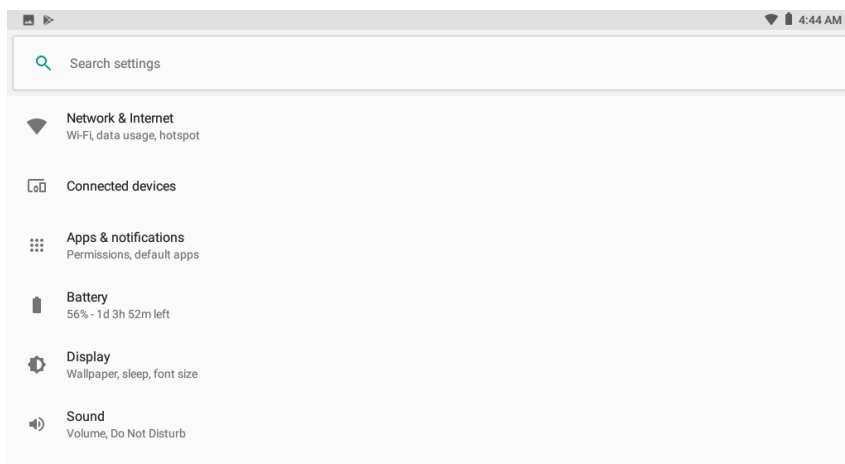 4:44 AM
Search settings
Network & Internet
Wi-Fi, data usage, hotspot
Connected devices
Apps & notifications
Permissions, default apps
Battery
56% - 1d 3h 52m left
Display
Wallpaper, sleep, font size
Sound
Volume, Do Not Disturb